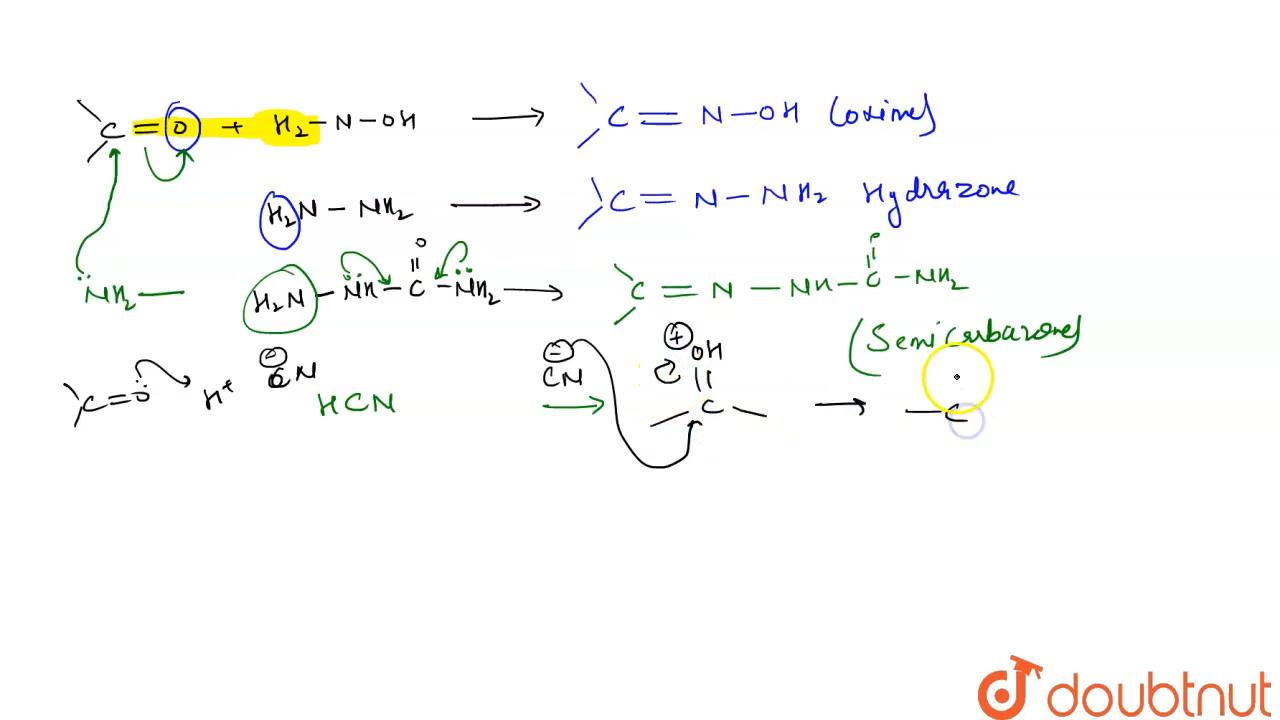 C = O + H2 - N - OH → C = N - OH (oxime)
H2N - NH2 → C = N - NH2 Hydrazone
NH2 — H2N - NH - C - NH2 → C = N - NH - C - NH2
O O
(Semicarbazone)
C = O H+ ⊖ CN HCN ⊖ CN → ⊕ OH C → C
doubtnut